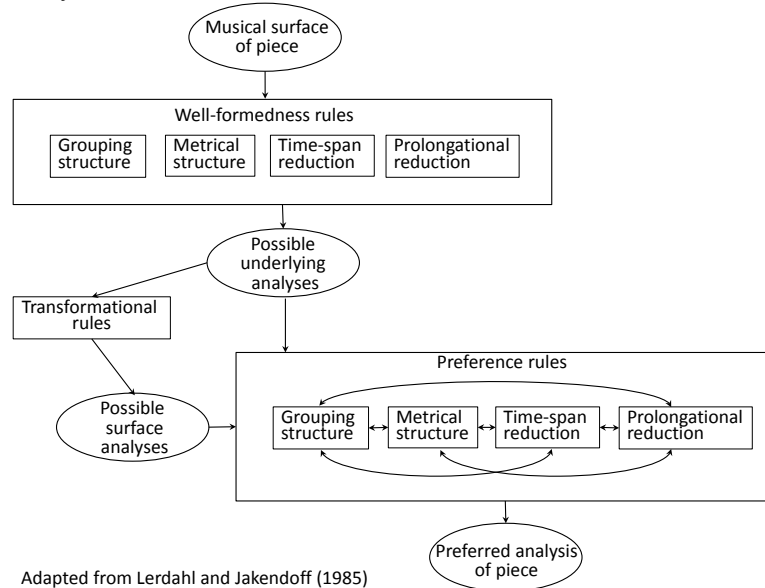 Musical surface
of piece
Well-formedness rules
Grouping
structure
Metrical
structure
Time-span
reduction
Prolongational
reduction
Possible
underlying
analyses
Transformational
rules
Preference rules
Possible
surface
analyses
Grouping
structure
Metrical
structure
Time-span
reduction
Prolongational
reduction
Preferred analysis
of piece
Adapted from Lerdahl and Jakendoff (1985)